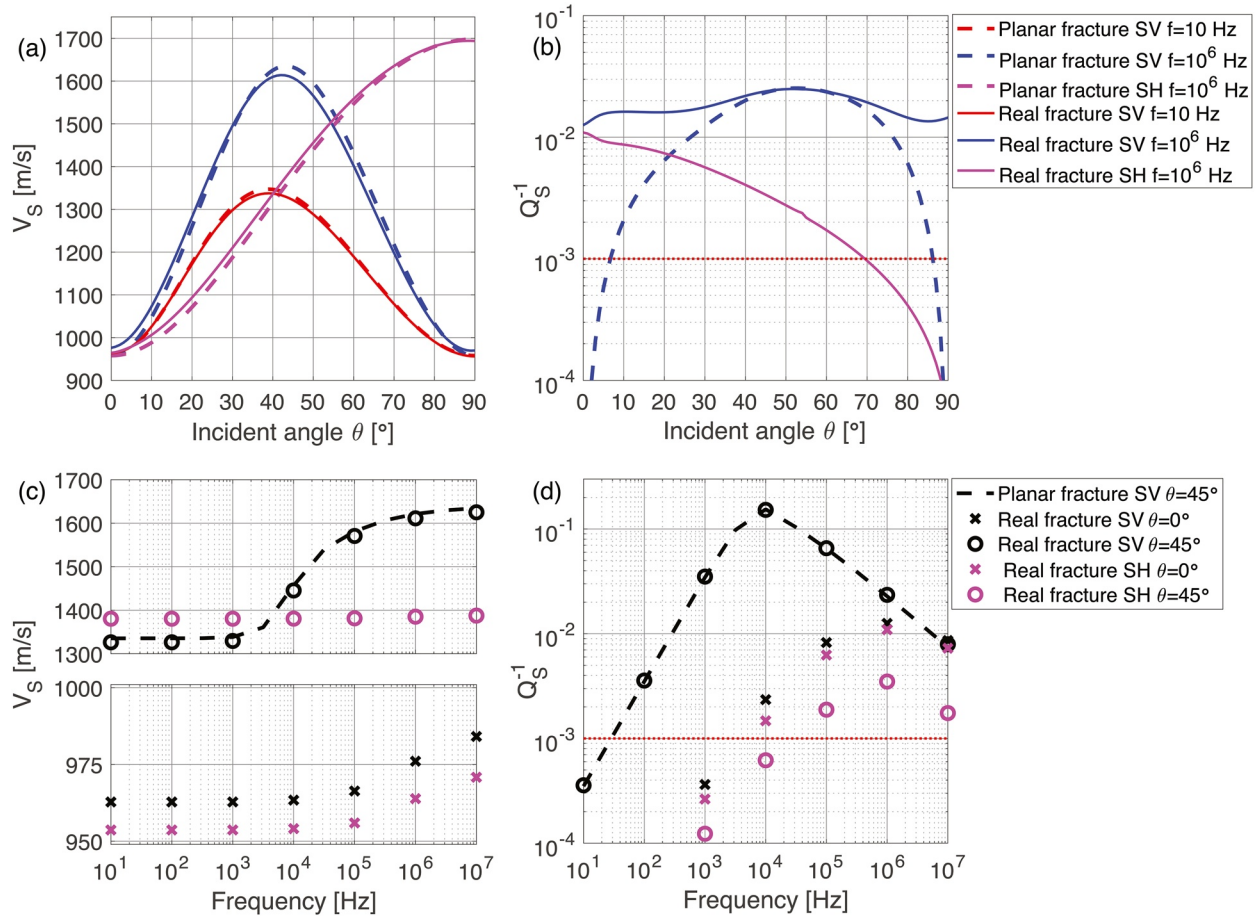 (a)
1700
1600
1500
1400
1300
1200
1100
1000
900
V_S [m/s]
0 10 20 30 40 50 60 70 80 90
Incident angle θ [°]
(b)
10^-1
10^-2
10^-3
10^-4
Q_S^-1
0 10 20 30 40 50 60 70 80 90
Incident angle θ [°]
Planar fracture SV f=10 Hz
Planar fracture SV f=10^6 Hz
Planar fracture SH f=10^6 Hz
Real fracture SV f=10 Hz
Real fracture SV f=10^6 Hz
Real fracture SH f=10^6 Hz
(c)
1700
1600
1500
1400
1300
V_S [m/s]
1000
975
950
10^1 10^2 10^3 10^4 10^5 10^6 10^7
Frequency [Hz]
(d)
10^-1
10^-2
10^-3
10^-4
Q_S^-1
10^1 10^2 10^3 10^4 10^5 10^6 10^7
Frequency [Hz]
Planar fracture SV θ=45°
Real fracture SV θ=0°
Real fracture SV θ=45°
Real fracture SH θ=0°
Real fracture SH θ=45°